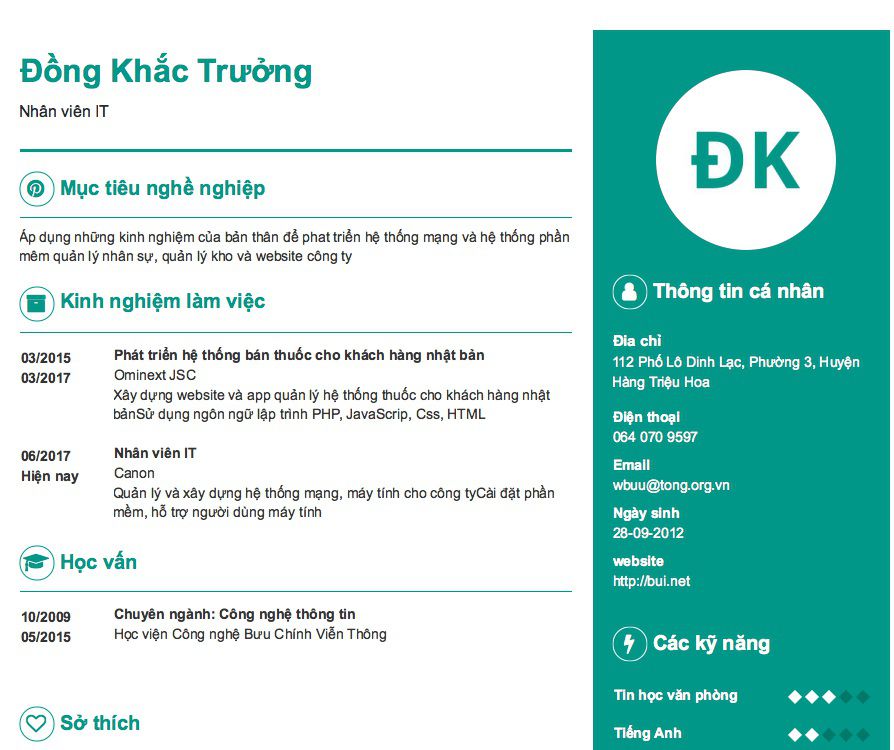 Đồng Khắc Trưởng
Nhân viên IT
Mục tiêu nghề nghiệp
Áp dụng những kinh nghiệm của bản thân để phat triển hệ thống mạng và hệ thống phần
mêm quản lý nhân sự, quản lý kho và website công ty
Kinh nghiệm làm việc
03/2015
03/2017
Phát triển hệ thống bán thuốc cho khách hàng nhật bản
Ominext JSC
Xây dựng website và app quản lý hệ thống thuốc cho khách hàng nhật
bảnSử dụng ngôn ngữ lập trình PHP, JavaScrip, Css, HTML
06/2017
Hiện nay
Nhân viên IT
Canon
Quản lý và xây dựng hệ thống mạng, máy tính cho công tyCài đặt phần
mềm, hỗ trợ người dùng máy tính
Học vấn
10/2009
05/2015
Chuyên ngành: Công nghệ thông tin
Học viện Công nghệ Bưu Chính Viễn Thông
Sở thích
ĐK
Thông tin cá nhân
Đia chỉ
112 Phố Lô Dinh Lạc, Phường 3, Huyện
Hàng Triệu Hoa
Điện thoại
064 070 9597
Email
wbuu@tong.org.vn
Ngày sinh
28-09-2012
website
http://bui.net
Các kỹ năng
Tin học văn phòng
Tiếng Anh